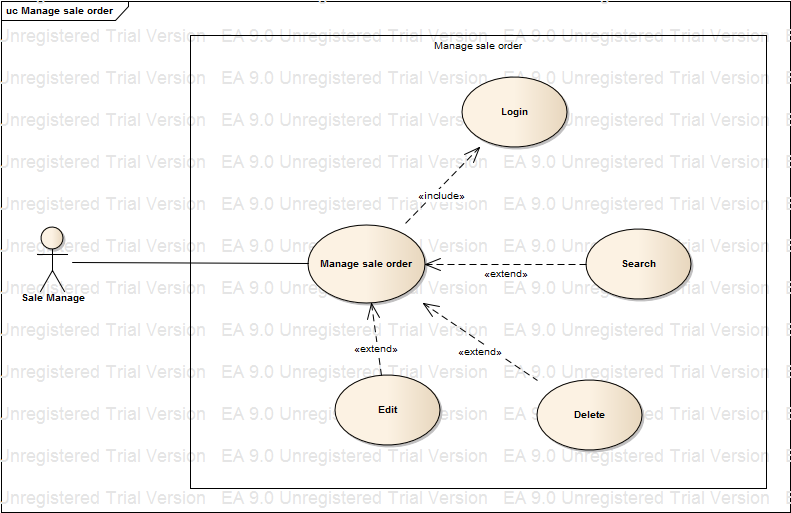 uc Manage sale order
Unregistered Trial Version EA 9.0 Unregistered Trial Version EA 9.0 Unregistered Trial Version
Manage sale order
Unregistered Trial Version EA 9.0 Unregistered Trial Version EA 9.0 Unregistered Trial Version
Login
Unregistered Trial Version EA 9.0 Unregistered Trial Version EA 9.0 Unregistered Trial Version
Unregistered Trial Version EA 9.0 Unregistered Trial Version EA 9.0 Unregistered Trial Version
«include»
Unregistered Trial Version EA 9.0 Unregistered Trial Version EA 9.0 Unregistered Trial Version
Unregistered Trial Version EA 9.0 Unregistered Trial Version EA 9.0 Unregistered Trial Version
Manage sale order
Search
«extend»
Unregistered Trial Version EA 9.0 Unregistered Trial Version EA 9.0 Unregistered Trial Version
Sale Manage
Unregistered Trial Version EA 9.0 Unregistered Trial Version EA 9.0 Unregistered Trial Version
«extend»
«extend»
Unregistered Trial Version EA 9.0 Unregistered Trial Version EA 9.0 Unregistered Trial Version
Edit
Delete
Unregistered Trial Version EA 9.0 Unregistered Trial Version EA 9.0 Unregistered Trial Version
Unregistered Trial Version EA 9.0 Unregistered Trial Version EA 9.0 Unregistered Trial Version
Unregistered Trial Version EA 9.0 Unregistered Trial Version EA 9.0 Unregistered Trial Version